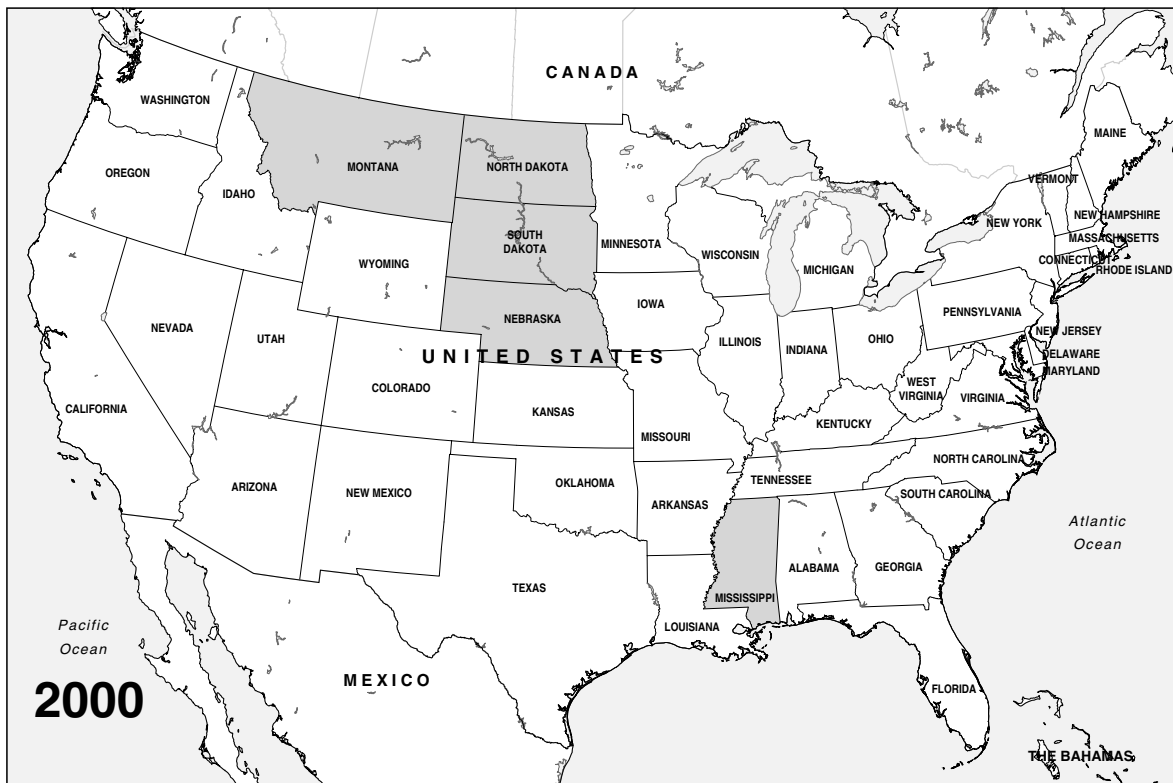 CANADA
WASHINGTON
MAINE
MONTANA
NORTH DAKOTA
OREGON
VERMONT
IDAHO
NEW HAMPSHIRE
NEW YORK
SOUTH
DAKOTA
MINNESOTA
MASSACHUSETTS
WISCONSIN
CONNECTICUT
WYOMING
MICHIGAN
RHODE ISLAND
IOWA
PENNSYLVANIA
NEBRASKA
NEVADA
NEW JERSEY
UTAH
ILLINOIS
INDIANA
OHIO
UNITED STATES
DELAWARE
MARYLAND
COLORADO
WEST
VIRGINIA
VIRGINIA
CALIFORNIA
KANSAS
KENTUCKY
MISSOURI
NORTH CAROLINA
ARIZONA
NEW MEXICO
OKLAHOMA
TENNESSEE
SOUTH CAROLINA
ARKANSAS
Atlantic
Ocean
ALABAMA
GEORGIA
TEXAS
MISSISSIPPI
LOUISIANA
Pacific
Ocean
MEXICO
FLORIDA
2000
THE BAHAMAS